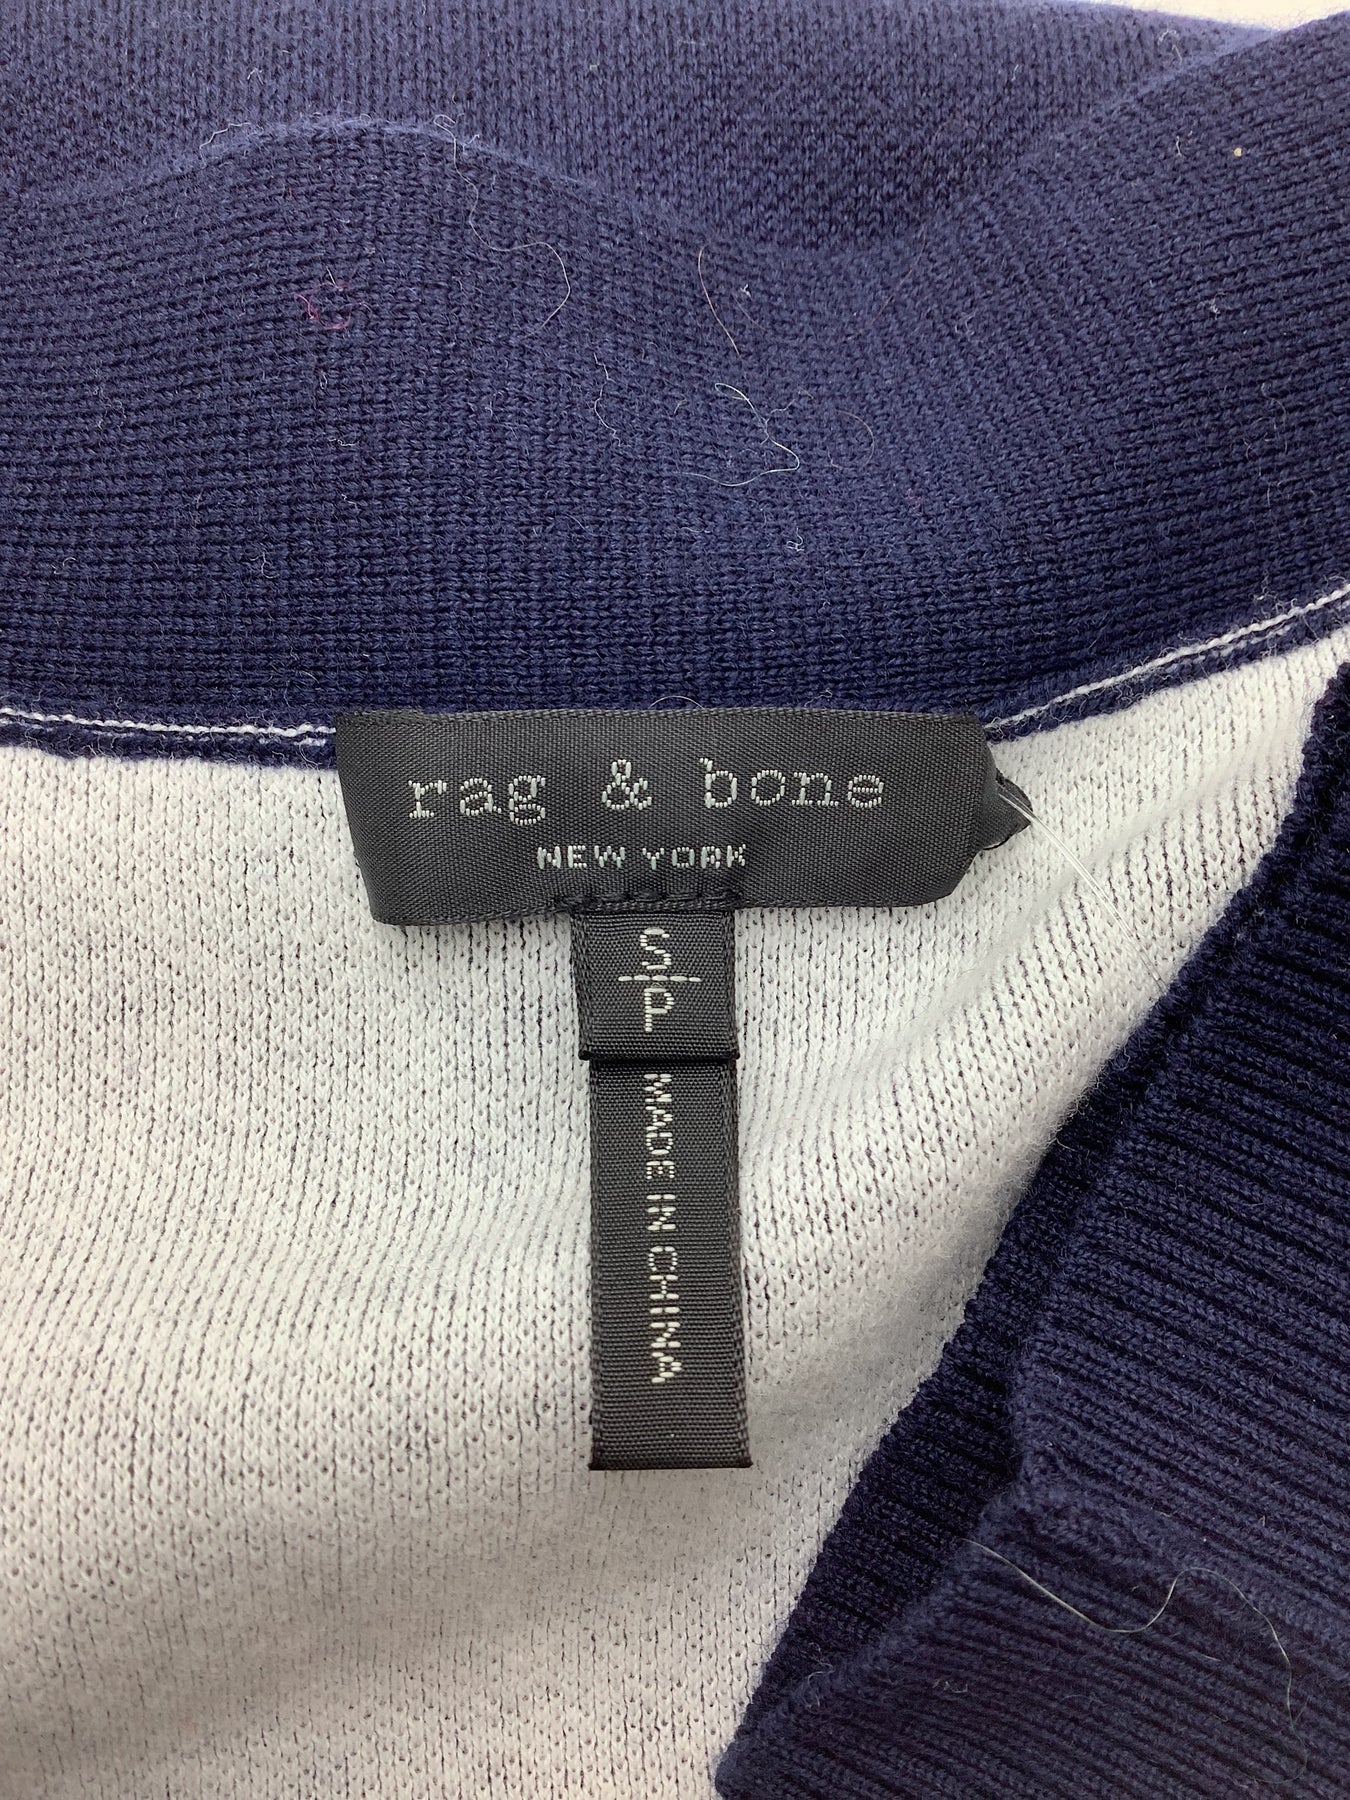 rag & bone
NEW YORK
S|P
MADE IN CHINA